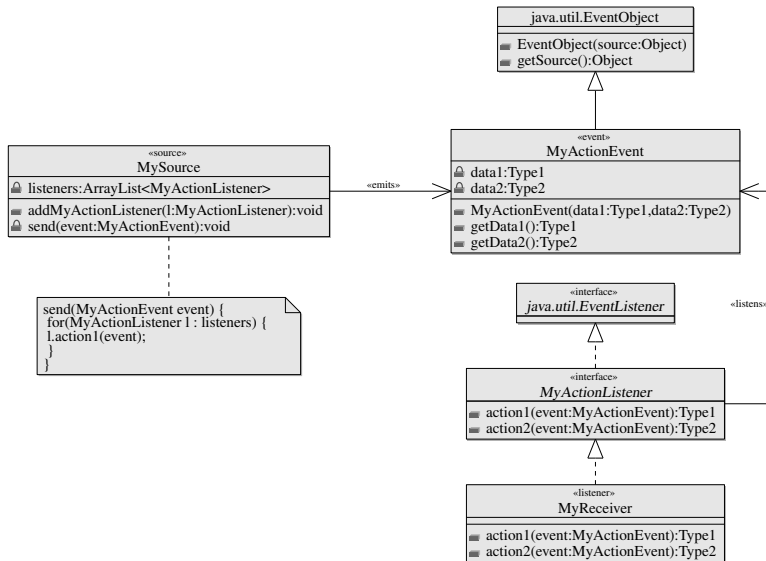 java.util.EventObject
EventObject(source:Object)
getSource():Object
«source»
MySource
listeners:ArrayList<MyActionListener>
addMyActionListener(l:MyActionListener):void
send(event:MyActionEvent):void
«emits»
«event»
MyActionEvent
data1:Type1
data2:Type2
MyActionEvent(data1:Type1,data2:Type2)
getData1():Type1
getData2():Type2
send(MyActionEvent event) {
for(MyActionListener l : listeners) {
l.action1(event);
}
}
«interface»
java.util.EventListener
«listens»
«interface»
MyActionListener
action1(event:MyActionEvent):Type1
action2(event:MyActionEvent):Type2
«listener»
MyReceiver
action1(event:MyActionEvent):Type1
action2(event:MyActionEvent):Type2